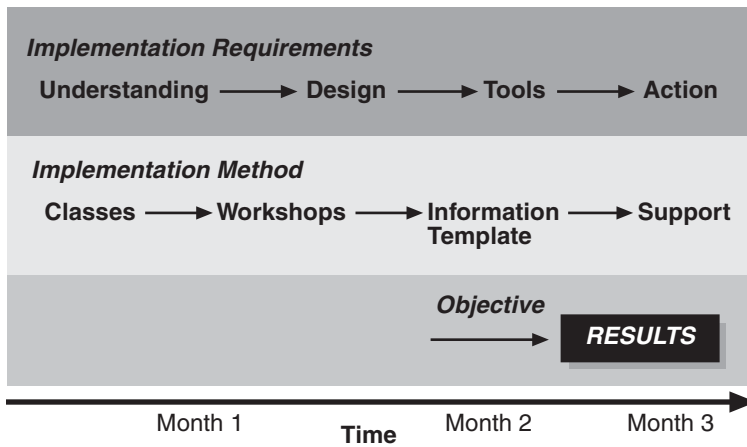 Implementation Requirements
Understanding Design Tools Action
Implementation Method
Classes Workshops Information Support
Template
Objective
RESULTS
Month 1 Month 2 Month 3
Time